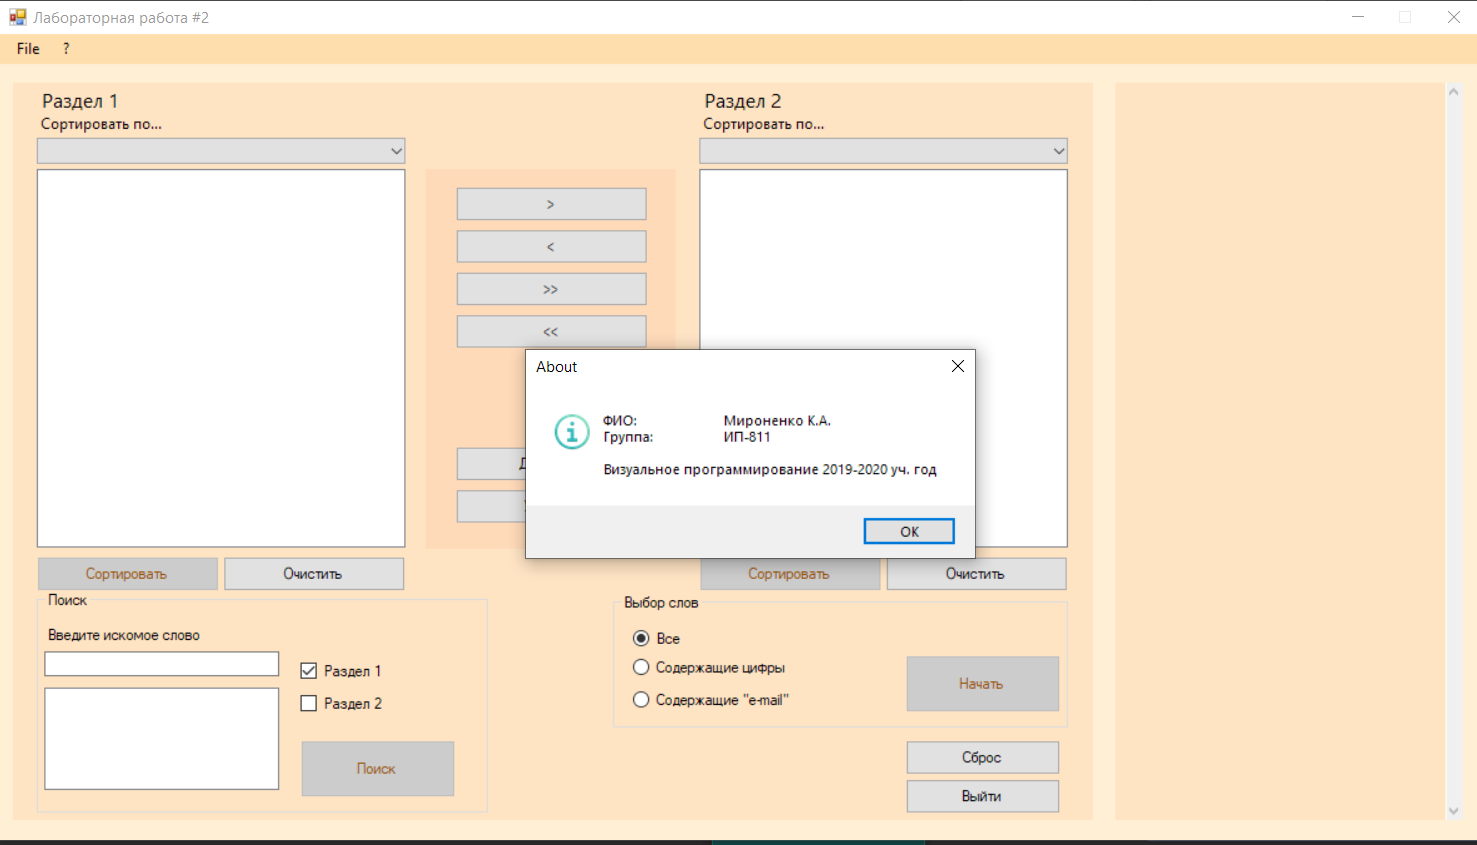 Лабораторная работа #2
File ?
Раздел 1
Сортировать по...
Раздел 2
Сортировать по...
>
<
>>
<<
About
ФИО: Мироненко К.А.
Группа: ИП-811
Визуальное программирование 2019-2020 уч. год
OK
Сортировать
Очистить
Сортировать
Очистить
Поиск
Введите искомое слово
Раздел 1
Раздел 2
Поиск
Выбор слов
Все
Содержащие цифры
Содержащие "e-mail"
Начать
Сброс
Выйти